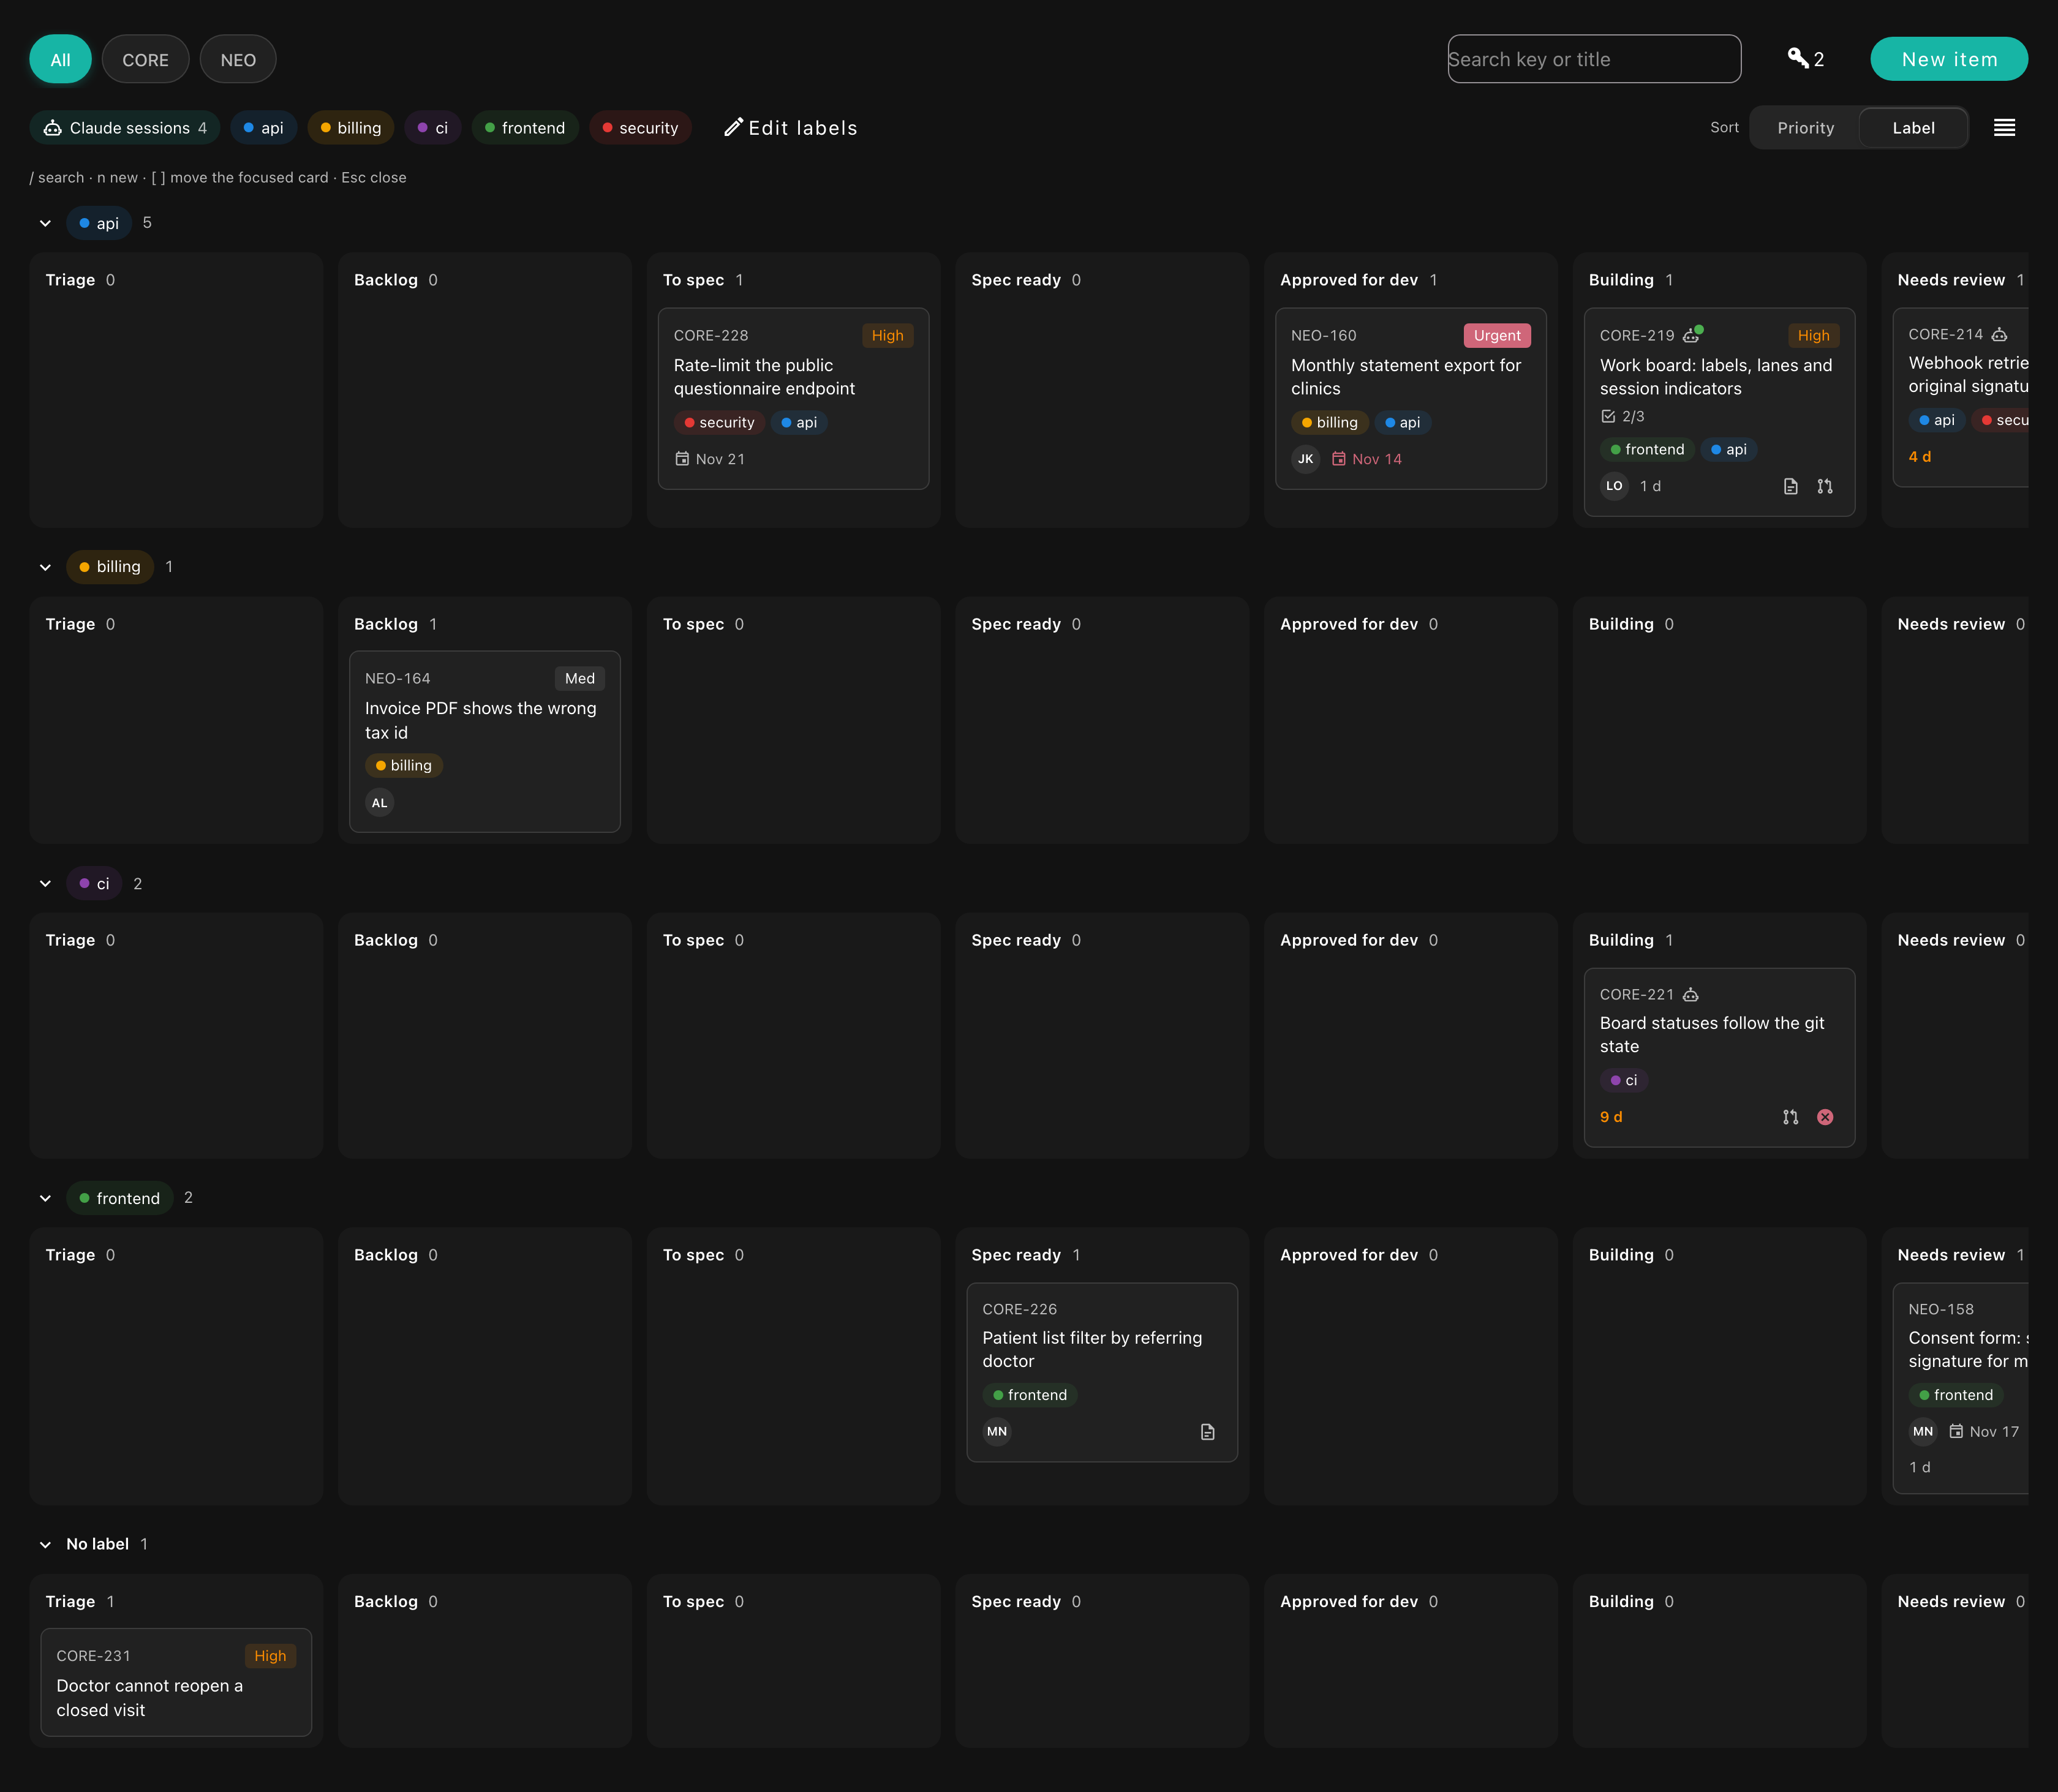 All CORE NEO Search key or title 2 New item
Claude sessions 4 api billing ci frontend security Edit labels Sort Priority Label
/ search · n new · [ ] move the focused card · Esc close
api 5
Triage 0 Backlog 0 To spec 1 Spec ready 0 Approved for dev 1 Building 1 Needs review 1
CORE-228 High
Rate-limit the public
questionnaire endpoint
security api
Nov 21
NEO-160 Urgent
Monthly statement export for
clinics
billing api
JK Nov 14
CORE-219 High
Work board: labels, lanes and
session indicators
2/3
frontend api
LO 1 d
CORE-214
Webhook retrie
original signatu
api secu
4 d
billing 1
Triage 0 Backlog 1 To spec 0 Spec ready 0 Approved for dev 0 Building 0 Needs review 0
NEO-164 Med
Invoice PDF shows the wrong
tax id
billing
AL
ci 2
Triage 0 Backlog 0 To spec 0 Spec ready 0 Approved for dev 0 Building 1 Needs review 0
CORE-221
Board statuses follow the git
state
ci
9 d
frontend 2
Triage 0 Backlog 0 To spec 0 Spec ready 1 Approved for dev 0 Building 0 Needs review 1
CORE-226
Patient list filter by referring
doctor
frontend
MN
NEO-158
Consent form:
signature for m
frontend
MN Nov 17
1 d
No label 1
Triage 1 Backlog 0 To spec 0 Spec ready 0 Approved for dev 0 Building 0 Needs review 0
CORE-231 High
Doctor cannot reopen a
closed visit